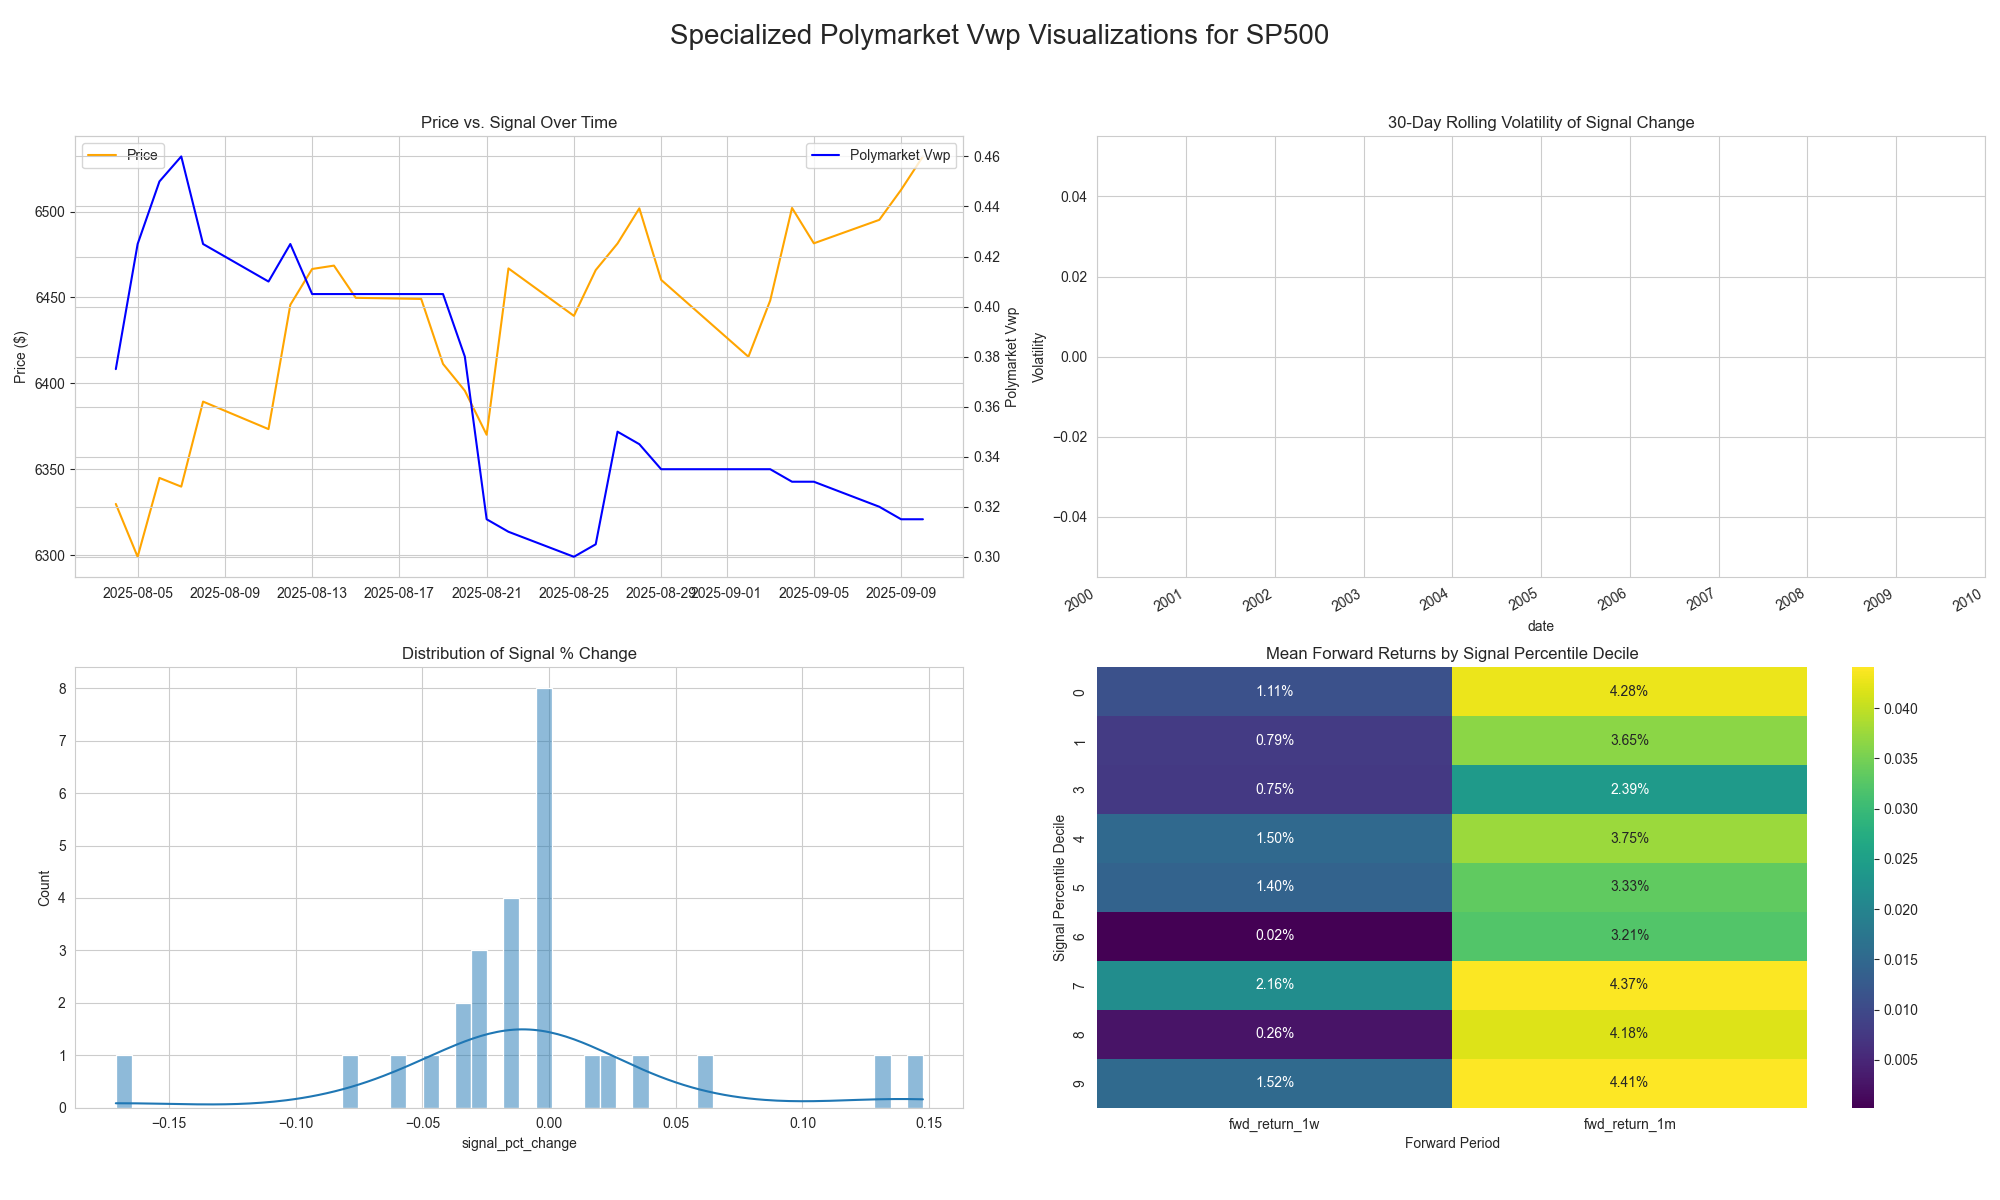 Specialized Polymarket Vwp Visualizations for SP500
Price vs. Signal Over Time
Price
Polymarket Vwp
Price ($)
6500
6450
6400
6350
6300
0.46
0.44
0.42
0.40
0.38
0.36
0.34
0.32
0.30
Polymarket Vwp
2025-08-05
2025-08-09
2025-08-13
2025-08-17
2025-08-21
2025-08-25
2025-08-29
2025-09-01
2025-09-05
2025-09-09
30-Day Rolling Volatility of Signal Change
Volatility
0.04
0.02
0.00
−0.02
−0.04
2000
2001
2002
2003
2004
2005
2006
2007
2008
2009
2010
date
Distribution of Signal % Change
Count
8
7
6
5
4
3
2
1
0
−0.15
−0.10
−0.05
0.00
0.05
0.10
0.15
signal_pct_change
Mean Forward Returns by Signal Percentile Decile
Signal Percentile Decile
0 1.11% 4.28%
1 0.79% 3.65%
3 0.75% 2.39%
4 1.50% 3.75%
5 1.40% 3.33%
6 0.02% 3.21%
7 2.16% 4.37%
8 0.26% 4.18%
9 1.52% 4.41%
fwd_return_1w
fwd_return_1m
Forward Period
0.040
0.035
0.030
0.025
0.020
0.015
0.010
0.005